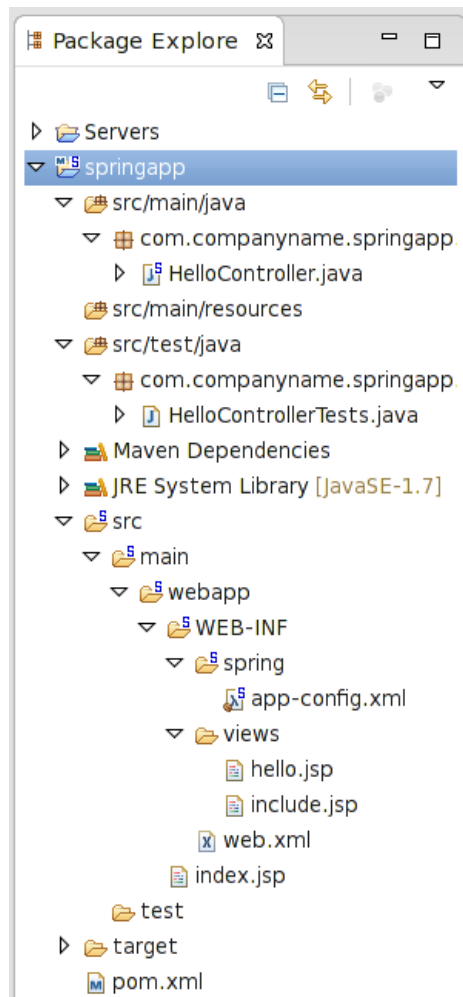 Package Explore
Servers
springapp
src/main/java
com.companyname.springapp.
HelloController.java
src/main/resources
src/test/java
com.companyname.springapp.
HelloControllerTests.java
Maven Dependencies
JRE System Library [JavaSE-1.7]
src
main
webapp
WEB-INF
spring
app-config.xml
views
hello.jsp
include.jsp
web.xml
index.jsp
test
target
pom.xml